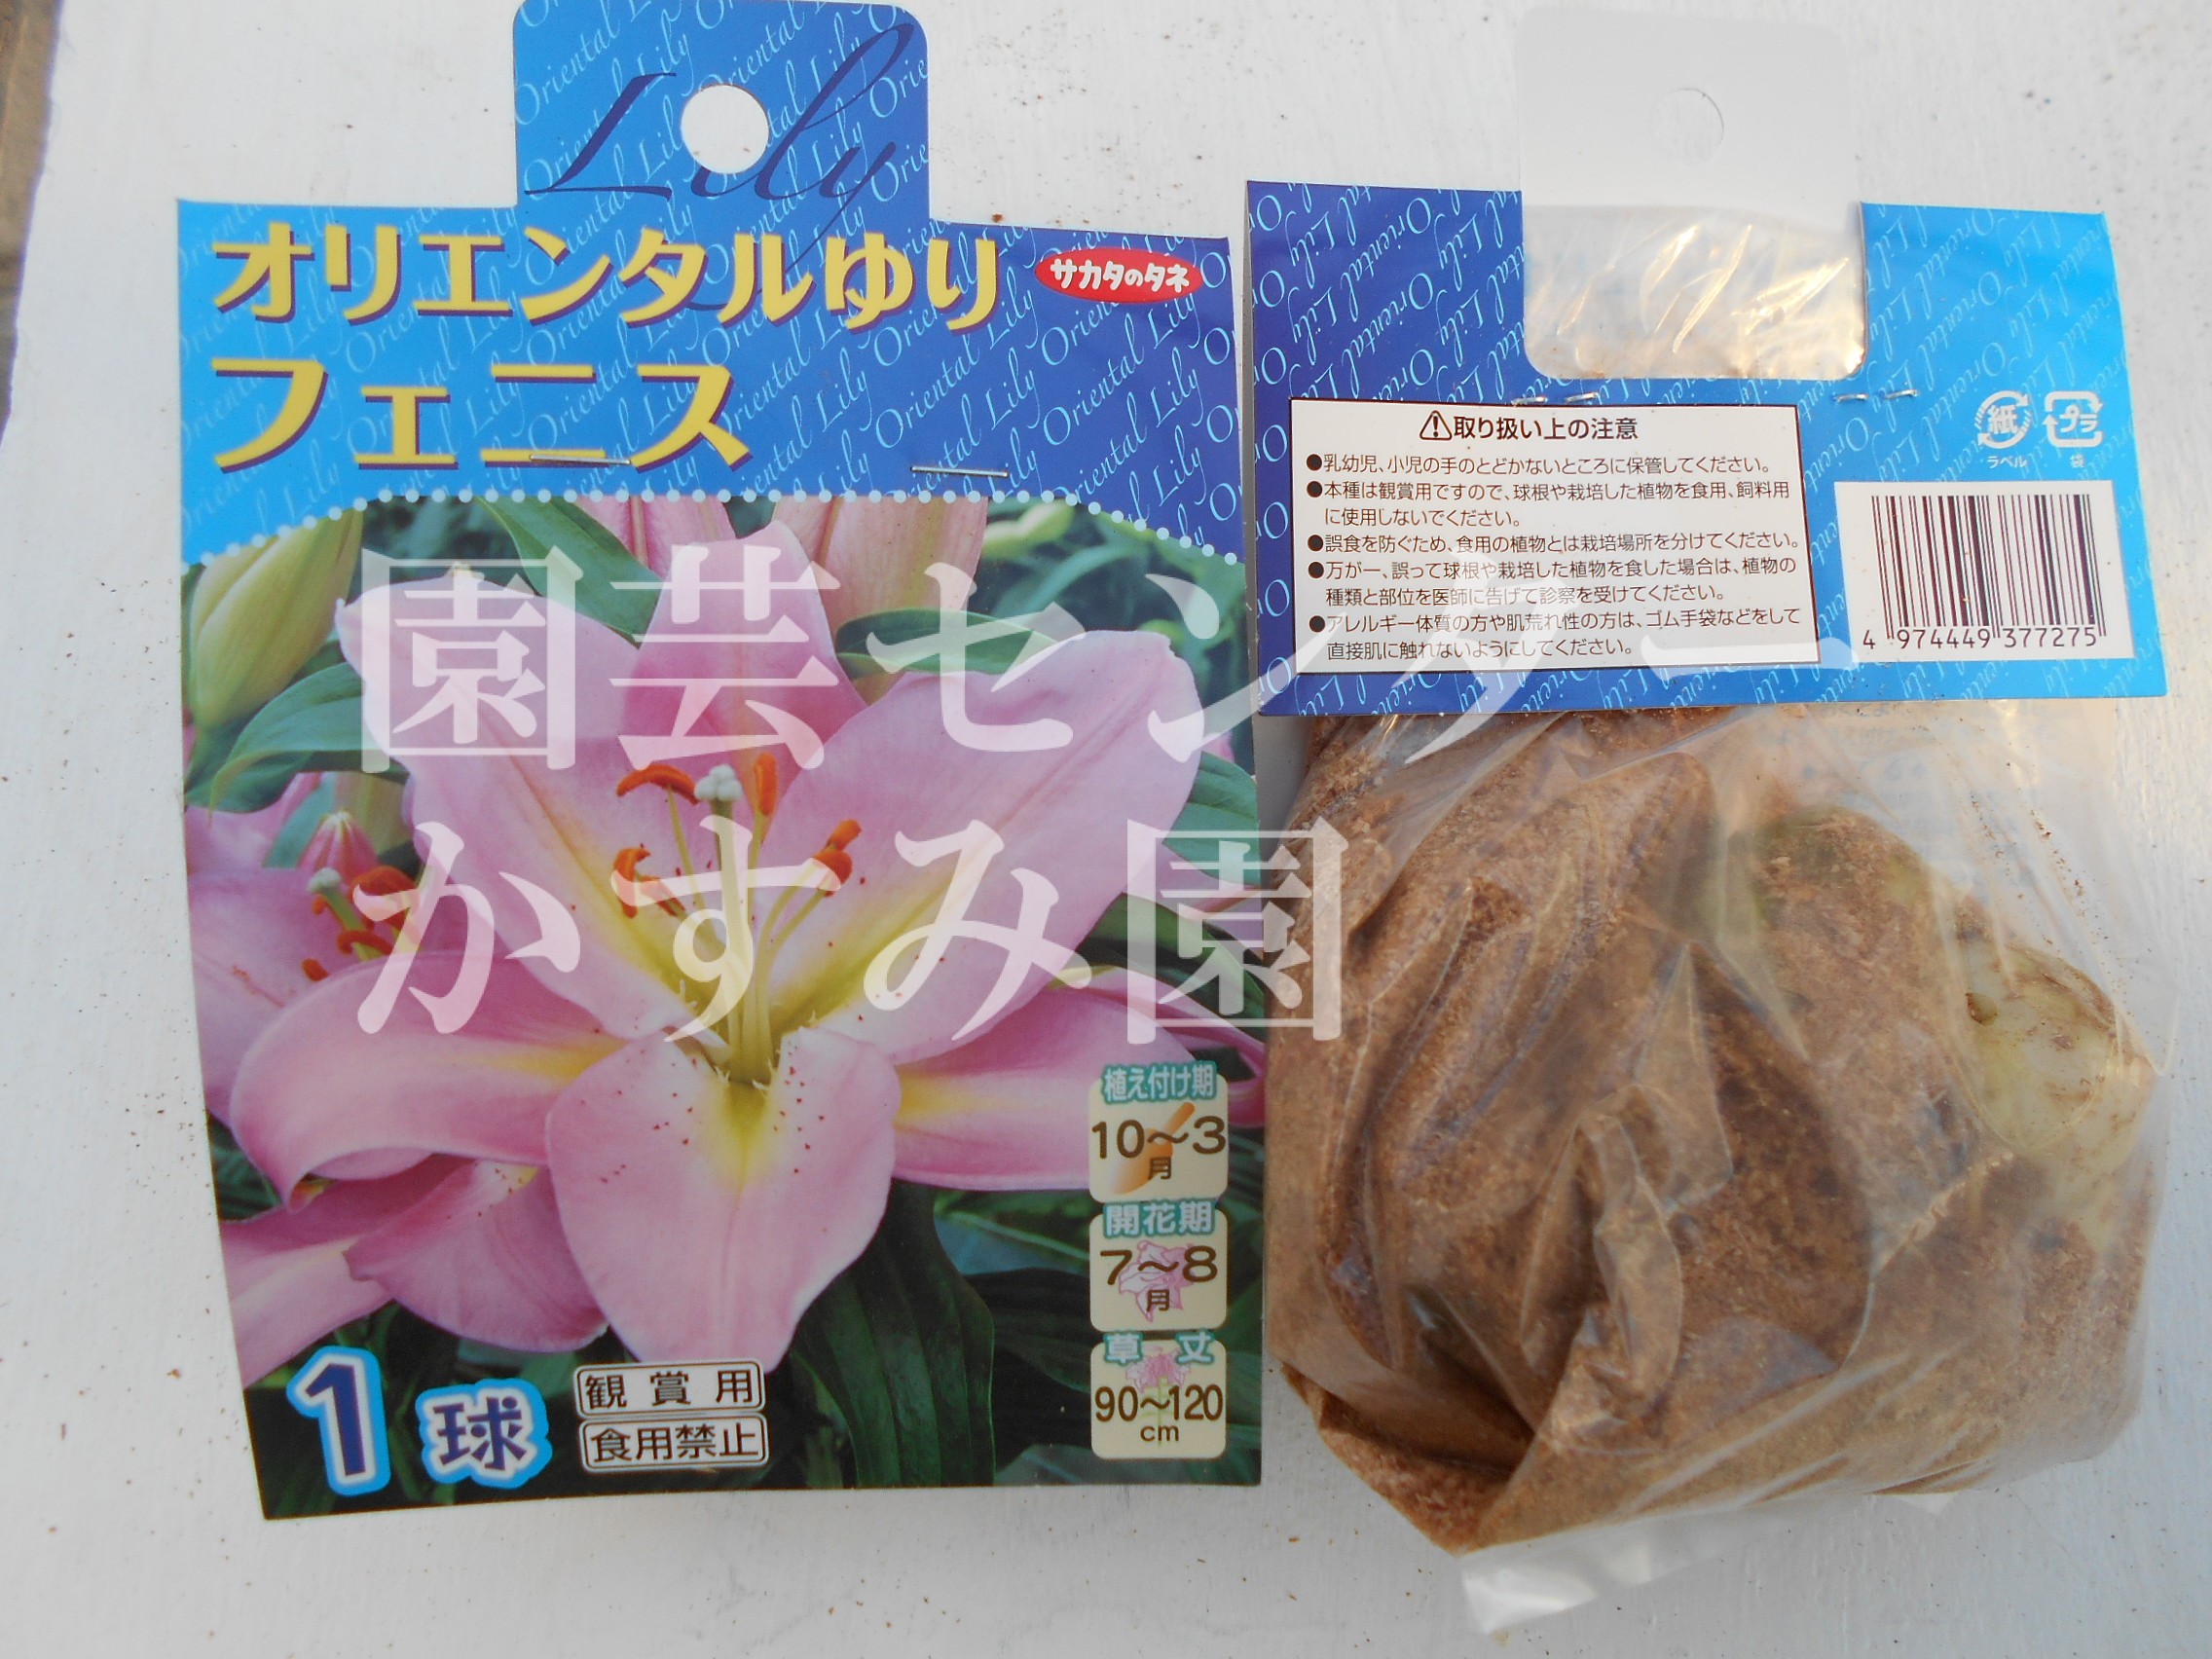 Lily
オリエンタルゆり
サカタのタネ
フェニス
植え付け期
10〜3
月
開花期
7〜8
月
草丈
90〜120
cm
1球
観賞用
食用禁止
⚠取り扱い上の注意
●乳幼児、小児の手のとどかないところに保管してください。
●本種は観賞用ですので、球根や栽培した植物を食用、飼料用
に使用しないでください。
●誤食を防ぐため、食用の植物とは栽培場所を分けてください。
●万が一、誤って球根や栽培した植物を食した場合は、植物の
種類と部位を医師に告げて診察を受けてください。
●アレルギー体質の方や肌荒れ性の方は、ゴム手袋などをして
直接肌に触れないようにしてください。
紙
ラベル
プラ
袋
4 974449 377275
園芸センター
かすみ園